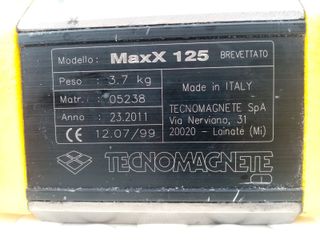 Modello: MaxX 125 BREVETTATO
Peso : 3.7 kg
Matr. : 05238
Anno : 23.2011
CE 12.07/99
Made in ITALY
TECNOMAGNETE SpA
Via Nerviano, 31
20020 - Lainate (Mi)
TECNOMAGNETE